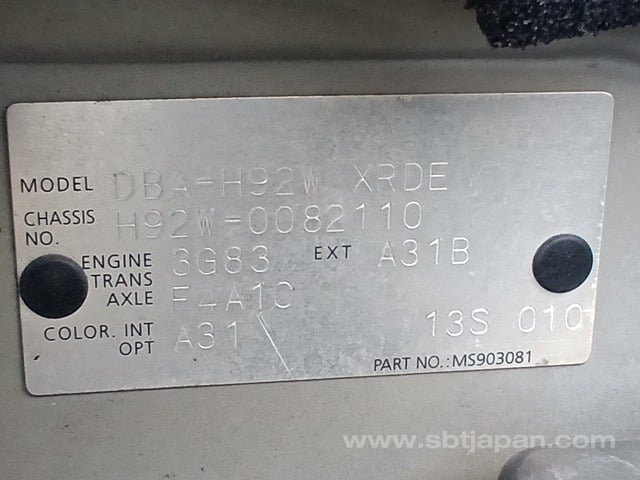 MODEL DBA-H92W XRDE
CHASSIS NO. H92W-0082110
ENGINE 3G83 EXT A31B
TRANS AXLE F4A1C
COLOR. INT A31 13S 010
OPT
PART NO.:MS903081
www.sbtjapan.com